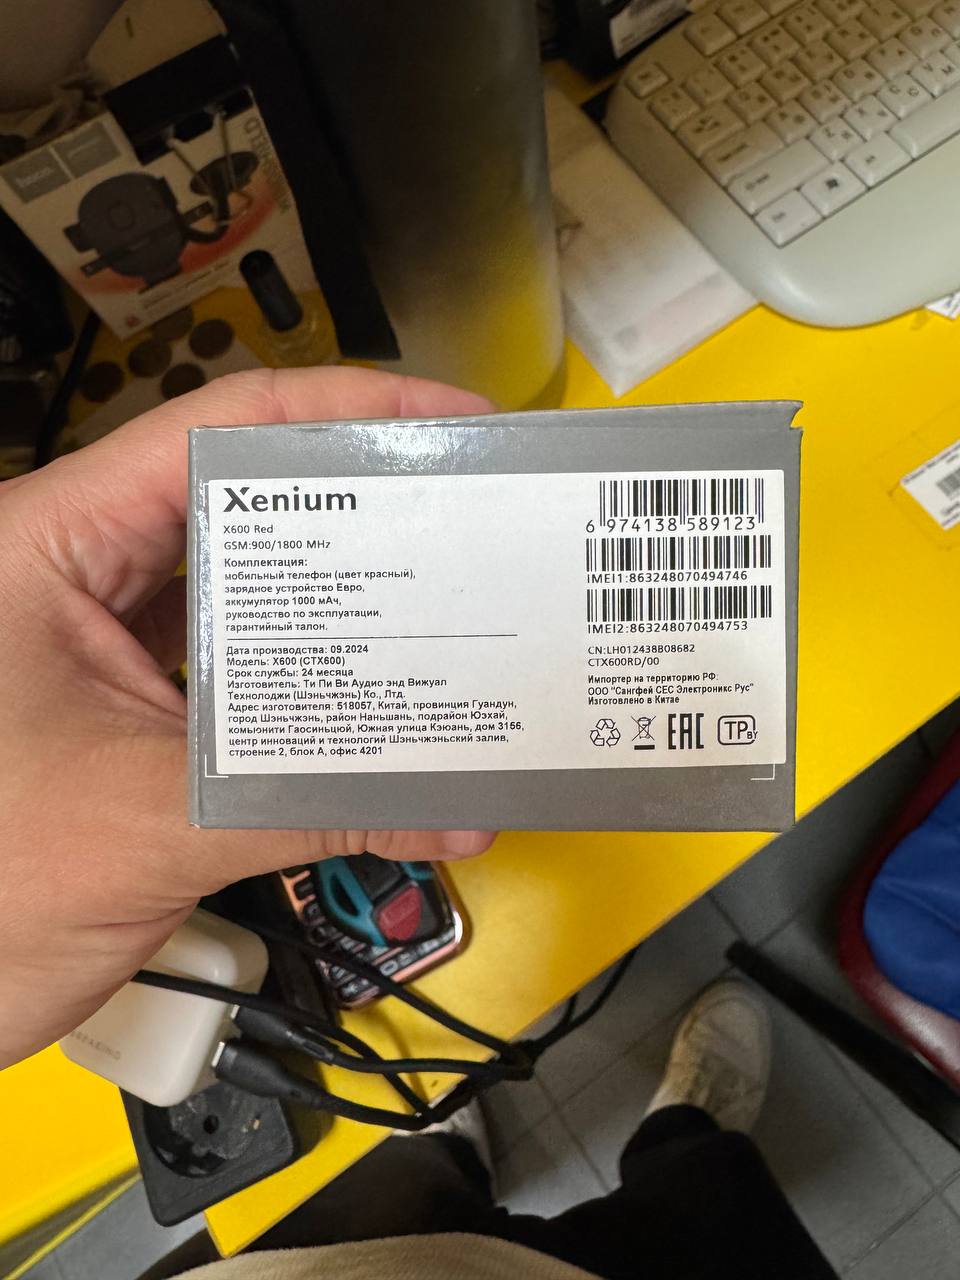 Xenium
X600 Red
GSM:900/1800 MHz
Комплектация:
мобильный телефон (цвет красный),
зарядное устройство Евро,
аккумулятор 1000 мАч,
руководство по эксплуатации,
гарантийный талон.
Дата производства: 09.2024
Модель: X600 (CTX600)
Срок службы: 24 месяца
Изготовитель: Ти Пи Ви Аудио энд Вижуал
Технолоджи (Шэньчжэнь) Ко., Лтд.
Адрес изготовителя: 518057, Китай, провинция Гуандун,
город Шэньчжэнь, район Наньшань, подрайон Юэхай,
комьюнити Гаосиньцюй, Южная улица Кэюань, дом 3156,
центр инноваций и технологий Шэньчжэньский залив,
строение 2, блок А, офис 4201
6 974138 589123
IMEI1:863248070494746
IMEI2:863248070494753
CN:LH012438B08682
CTX600RD/00
Импортер на территорию РФ:
ООО "Сангфей СЕС Электроникс Рус"
Изготовлено в Китае
EAC
TP BY
hoco.